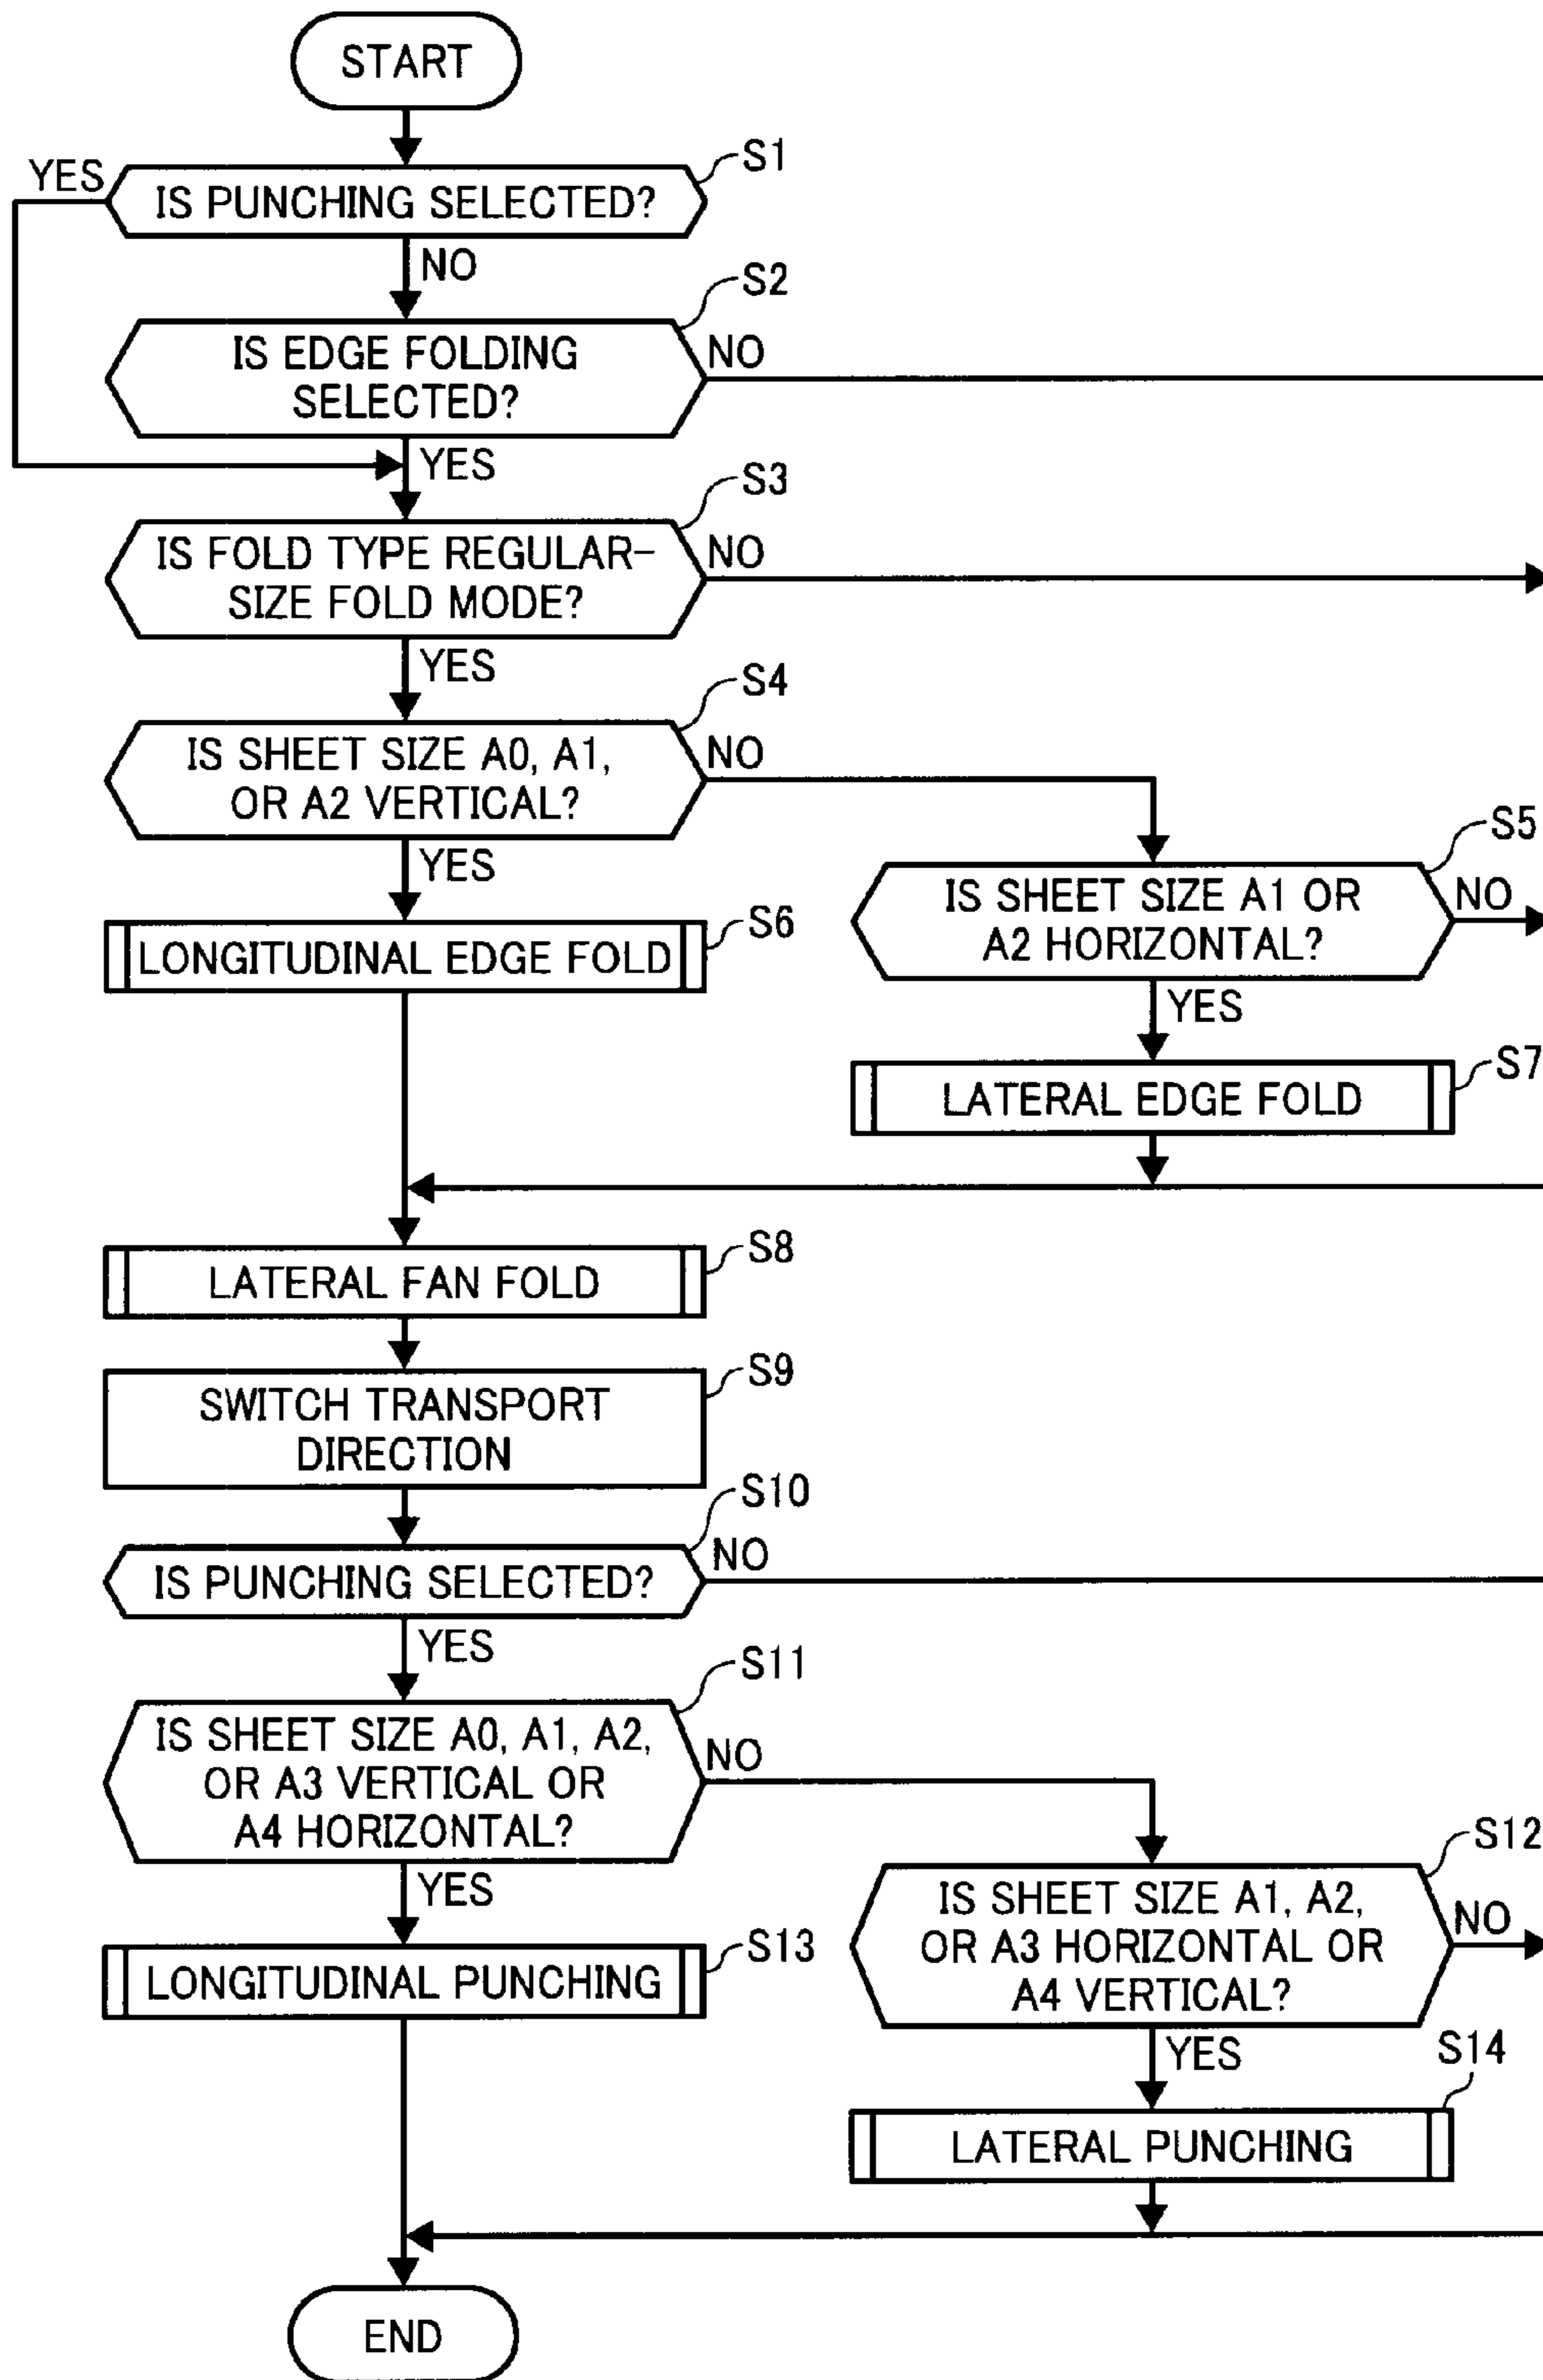 START
S1
YES
IS PUNCHING SELECTED?
NO
S2
IS EDGE FOLDING
SELECTED?
NO
YES
S3
IS FOLD TYPE REGULAR-
SIZE FOLD MODE?
NO
YES
S4
IS SHEET SIZE A0, A1,
OR A2 VERTICAL?
NO
YES
S5
IS SHEET SIZE A1 OR
A2 HORIZONTAL?
NO
YES
S6
LONGITUDINAL EDGE FOLD
S7
LATERAL EDGE FOLD
S8
LATERAL FAN FOLD
S9
SWITCH TRANSPORT
DIRECTION
S10
IS PUNCHING SELECTED?
NO
YES
S11
IS SHEET SIZE A0, A1, A2,
OR A3 VERTICAL OR
A4 HORIZONTAL?
NO
YES
S12
IS SHEET SIZE A1, A2,
OR A3 HORIZONTAL OR
A4 VERTICAL?
NO
YES
S13
LONGITUDINAL PUNCHING
S14
LATERAL PUNCHING
END